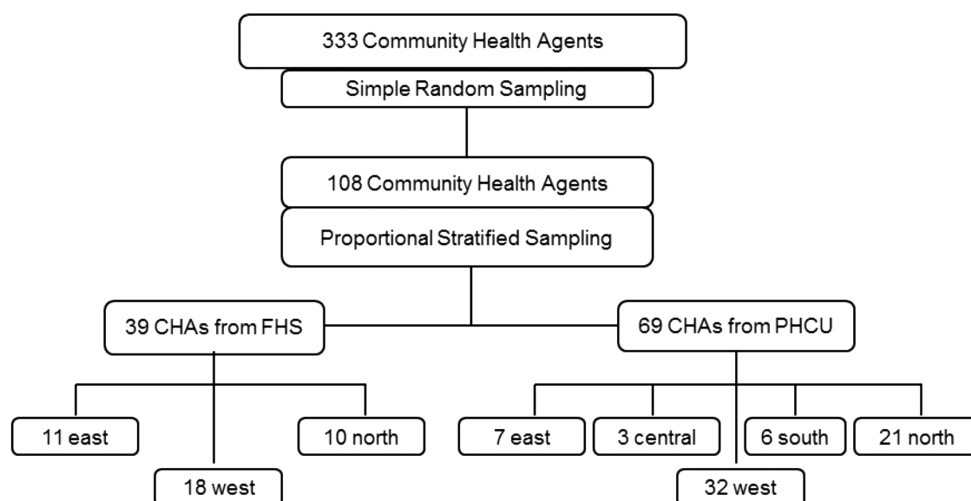 333 Community Health Agents
Simple Random Sampling
108 Community Health Agents
Proportional Stratified Sampling
39 CHAs from FHS
69 CHAs from PHCU
11 east
10 north
7 east
3 central
6 south
21 north
18 west
32 west